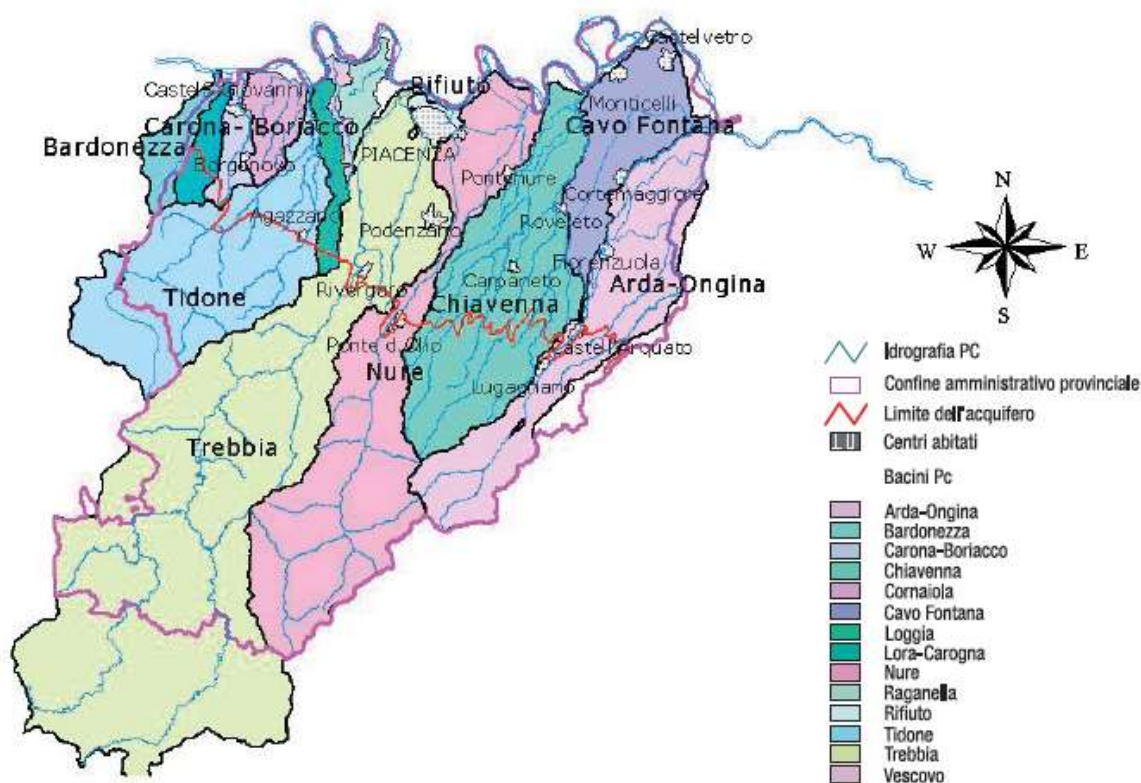 Castelvetro
Castel S. Giovanni
Rifiuto
Monticelli
Carona- Boriacco
Cavo Fontana
Bardonezza
PIACENZA
Borgonovo
Pontenure
Cortemaggiore
Agazzano
Roveleto
Podenzano
Fiorenzuola
Rivergaro
Carpaneto
Arda-Ongina
Tidone
Chiavenna
Ponte d. Olio
Castell'Arquato
Nure
Lugagnano
Trebbia
N
W
E
S
Idrografia PC
Confine amministrativo provinciale
Limite dell'acquifero
Centri abitati
Bacini Pc
Arda-Ongina
Bardonezza
Carona-Boriacco
Chiavenna
Cornaiola
Cavo Fontana
Loggia
Lora-Carogna
Nure
Raganella
Rifiuto
Tidone
Trebbia
Vescovo